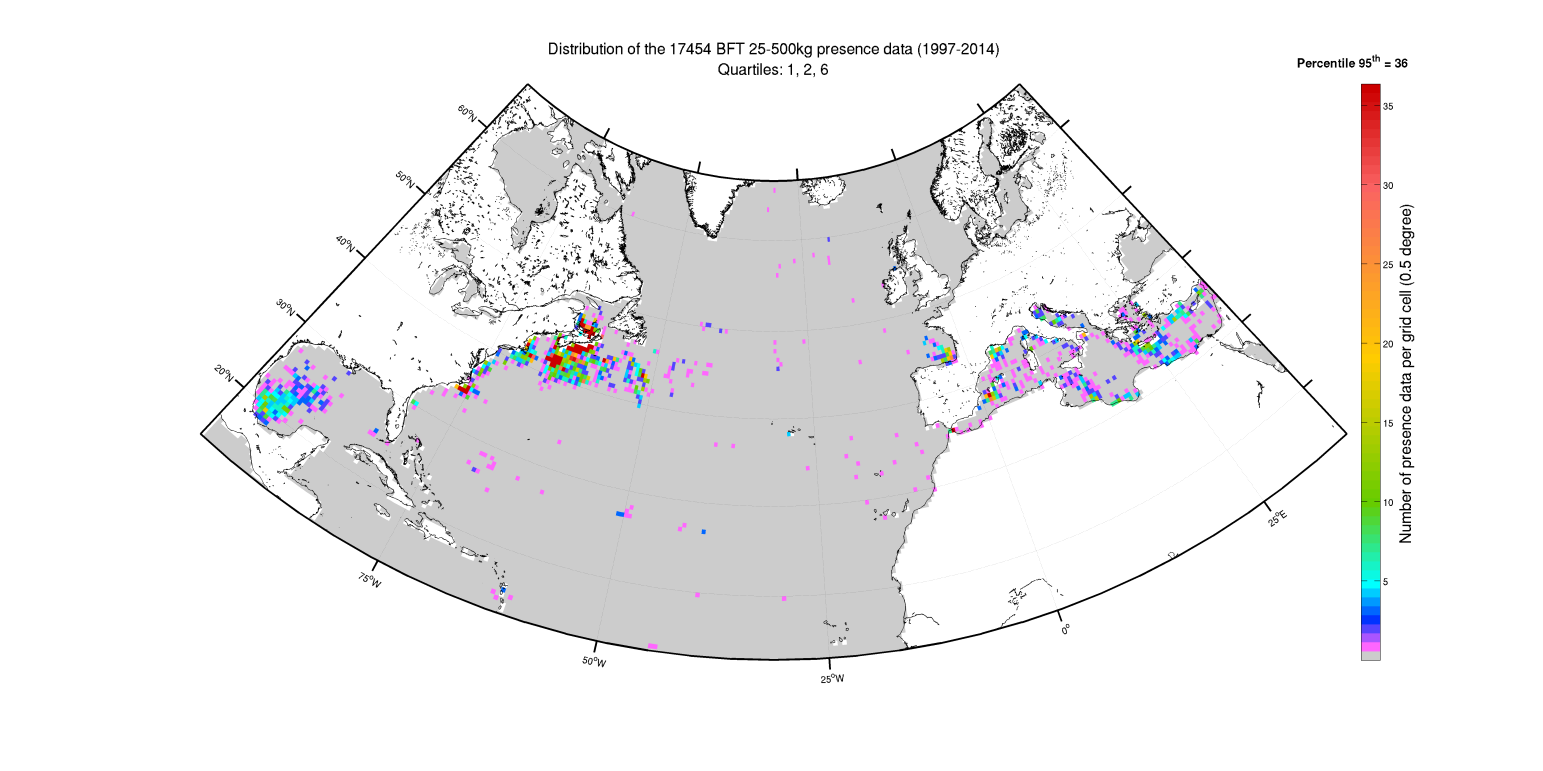 Distribution of the 17454 BFT 25-500kg presence data (1997-2014)
Quartiles: 1, 2, 6
Percentile 95th = 36
60°N
50°N
40°N
30°N
20°N
75°W
50°W
25°W
0°
25°E
35
30
25
20
15
10
5
Number of presence data per grid cell (0.5 degree)